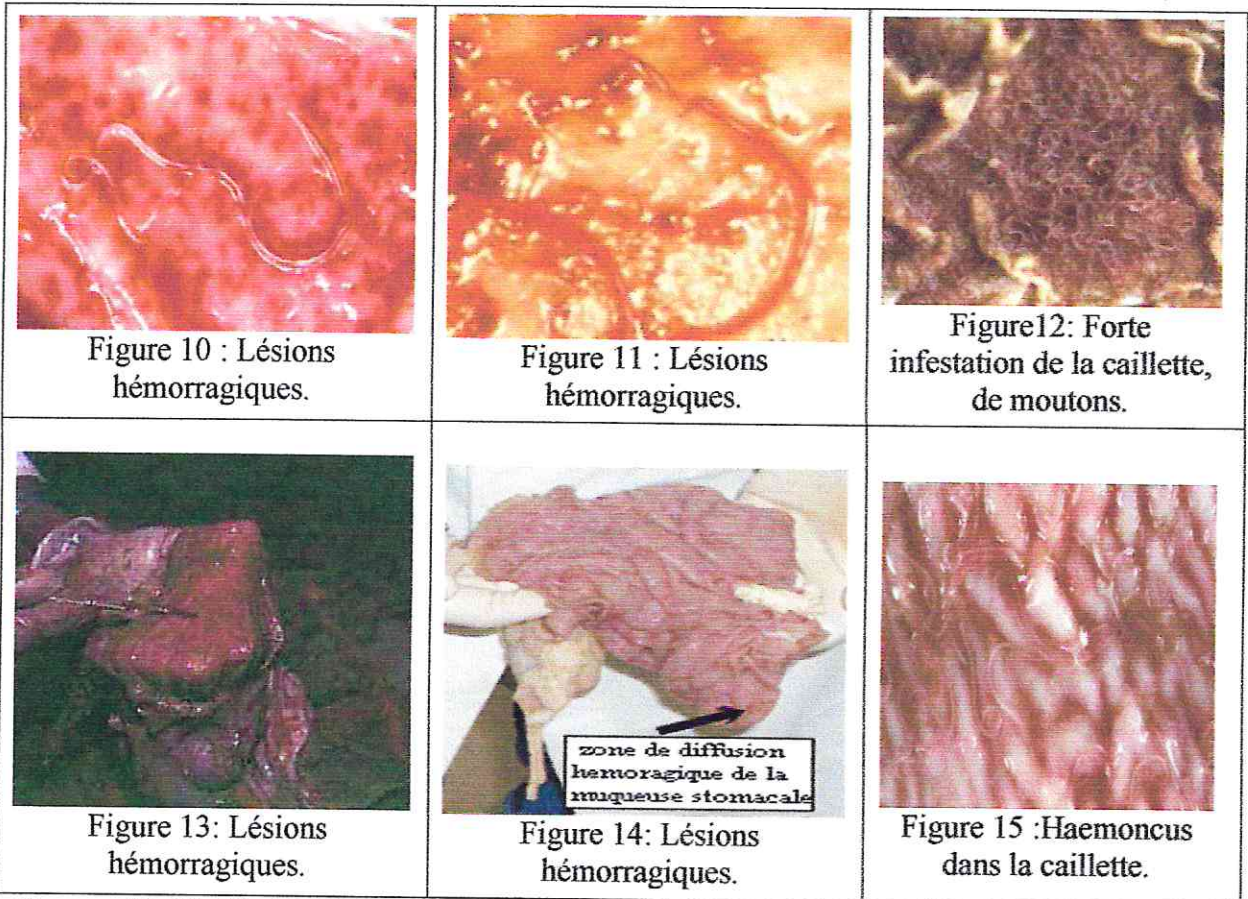 Figure 10 : Lésions
hémorragiques.
Figure 11 : Lésions
hémorragiques.
Figure12: Forte
infestation de la caillette,
de moutons.
Figure 13: Lésions
hémorragiques.
zone de diffusion
hemoragique de la
muqueuse stomacale
Figure 14: Lésions
hémorragiques.
Figure 15 :Haemoncus
dans la caillette.